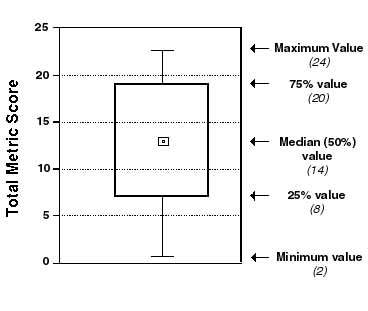 25
20
15
10
5
0
Total Metric Score
Maximum Value
(24)
75% value
(20)
Median (50%)
value
(14)
25% value
(8)
Minimum value
(2)